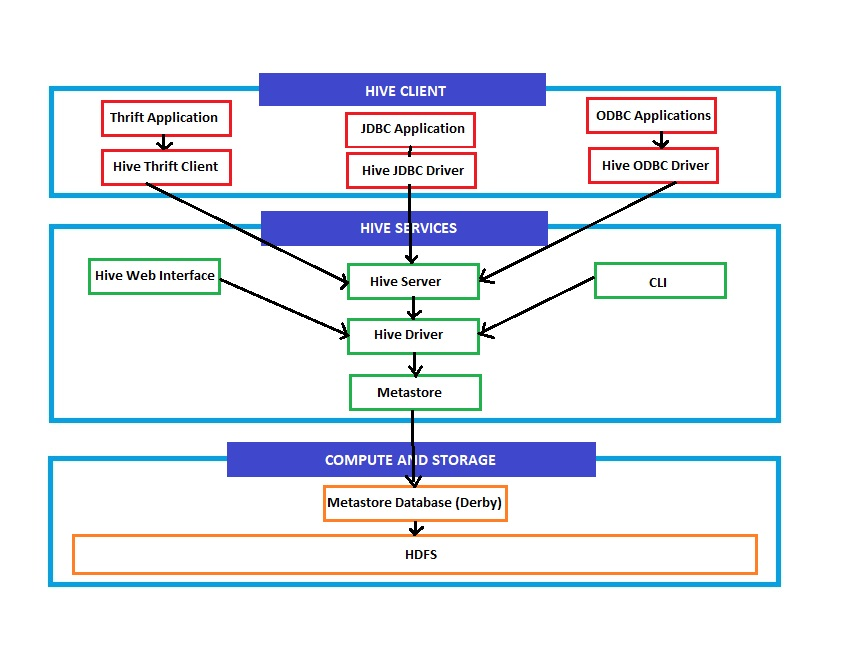 HIVE CLIENT
Thrift Application
JDBC Application
ODBC Applications
Hive Thrift Client
Hive JDBC Driver
Hive ODBC Driver
HIVE SERVICES
Hive Web Interface
Hive Server
CLI
Hive Driver
Metastore
COMPUTE AND STORAGE
Metastore Database (Derby)
HDFS